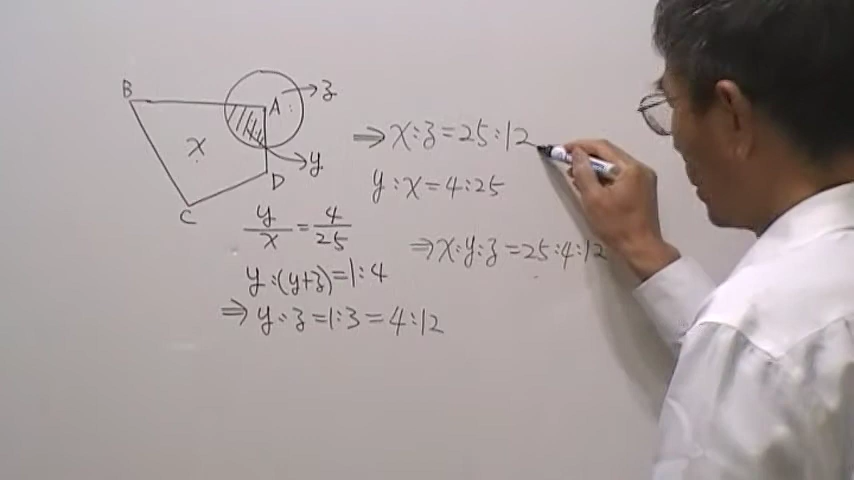 B
A
z
x
y
D
C
⇒ x:z=25:12
y:x=4:25
y/x=4/25
⇒x:y:z=25:4:12
y:(y+z)=1:4
⇒y:z=1:3=4:12